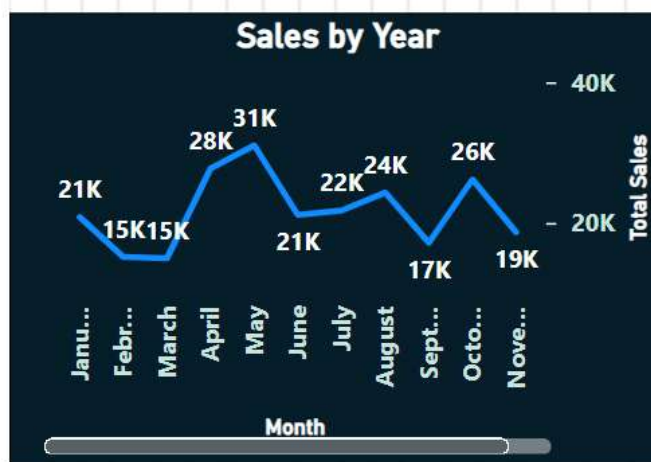 Sales by Year
40K
31K
28K
26K
24K
22K
21K
15K 15K
20K
21K
17K
19K
Total Sales
Janu...
Febr...
March
April
May
June
July
August
Sept...
Octo...
Nove...
Month